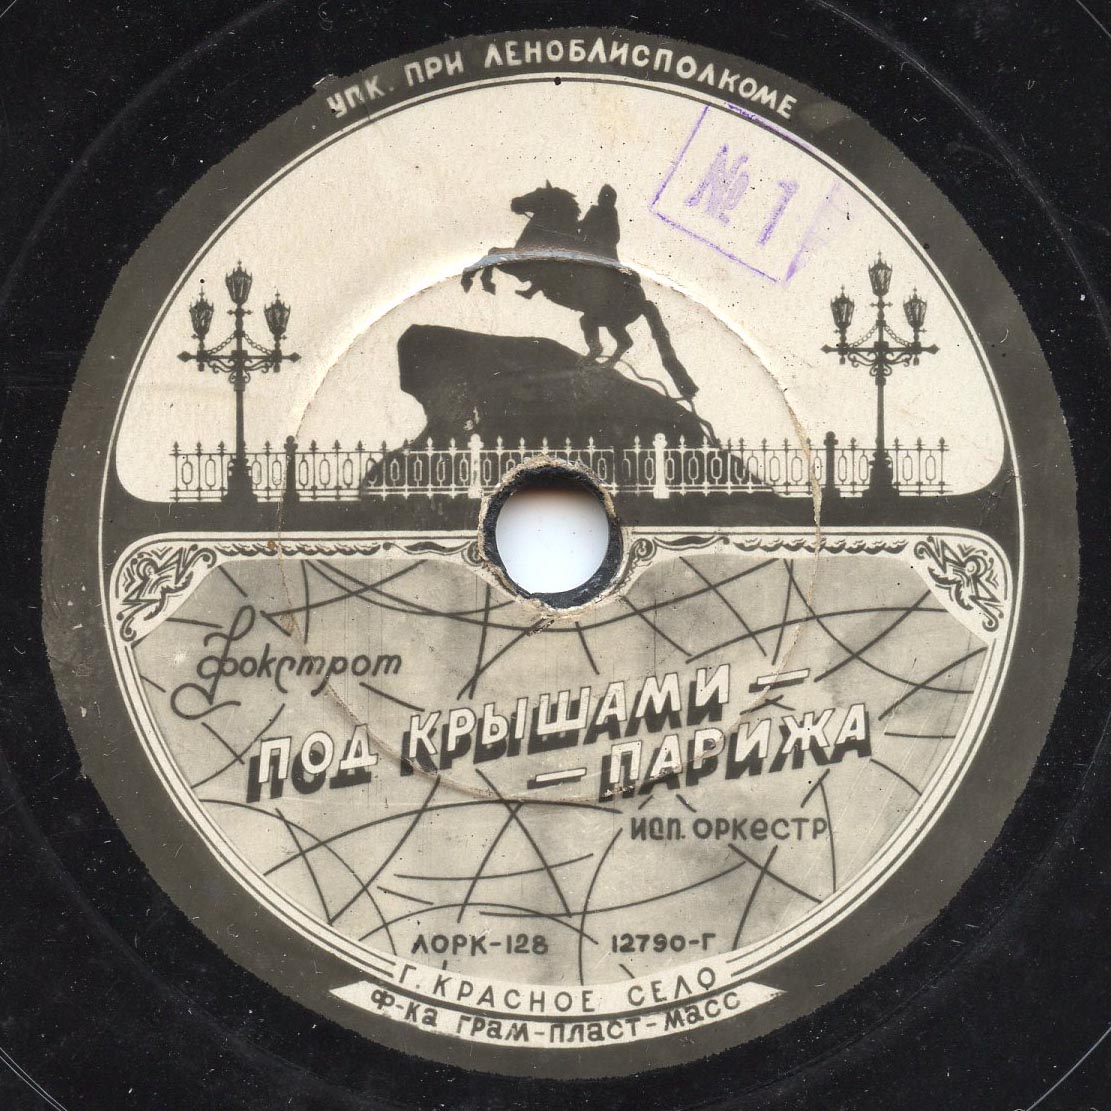 УПК. ПРИ ЛЕНОБЛИСПОЛКОМЕ
№ 1
Фокстрот
ПОД КРЫШАМИ —
— ПАРИЖА
ИСП. ОРКЕСТР
ЛОРК-128 12790-Г
Г. КРАСНОЕ СЕЛО
Ф-КА ГРАМ-ПЛАСТ-МАСС